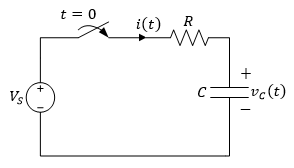 t = 0
i(t)
R
+
V_S
+
−
C
v_C(t)
−